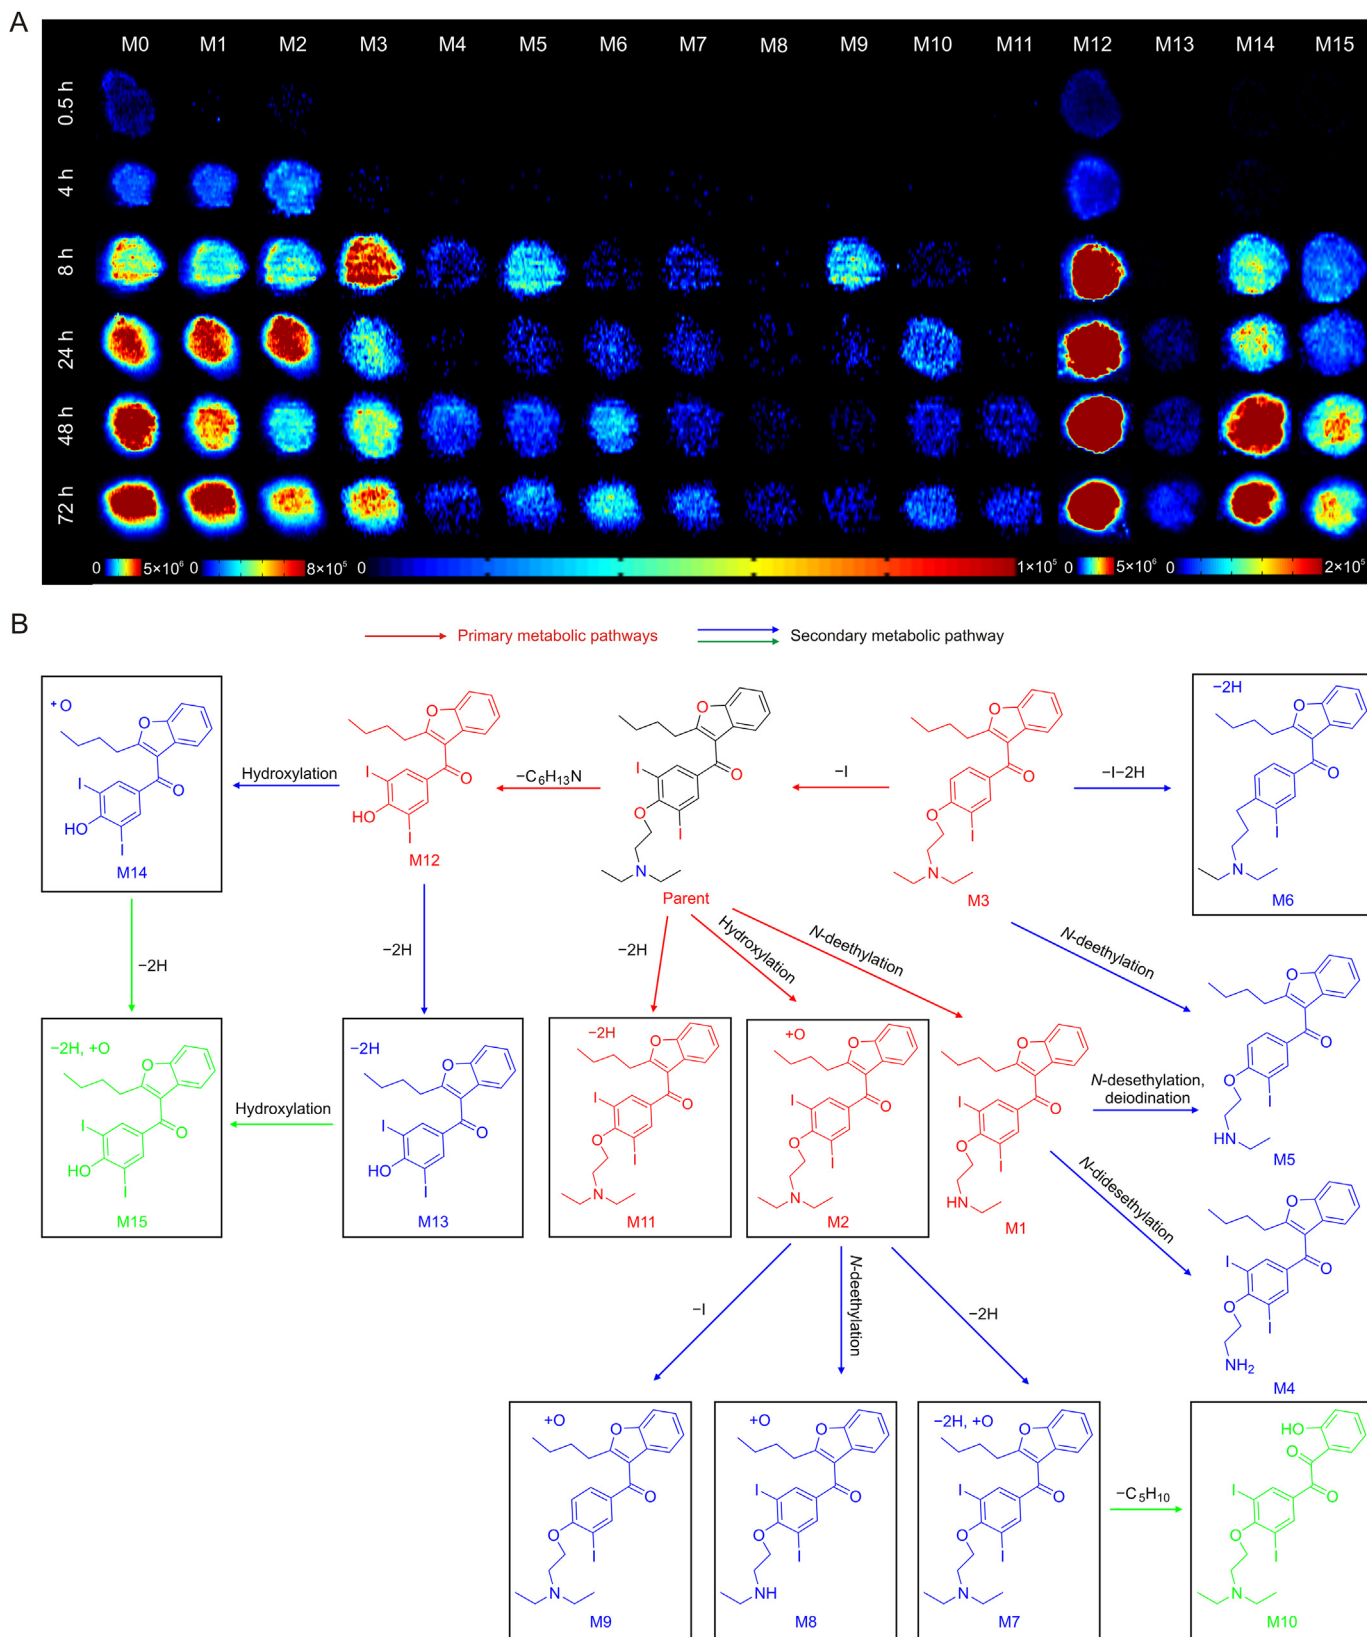 A
M0 M1 M2 M3 M4 M5 M6 M7 M8 M9 M10 M11 M12 M13 M14 M15
0.5 h
4 h
8 h
24 h
48 h
72 h
0 5×10⁶ 0 8×10⁵ 0 1×10⁵ 0 5×10⁶ 0 2×10⁵
B
Primary metabolic pathways
Secondary metabolic pathway
+O
O
O
I
HO
I
M14
Hydroxylation
O
O
I
HO
I
M12
−C₆H₁₃N
O
O
I
O
I
N
Parent
−I
O
O
O
I
N
M3
−I−2H
−2H
O
O
I
N
M6
−2H
−2H
−2H
Hydroxylation
N-deethylation
N-deethylation
−2H, +O
O
O
I
HO
I
M15
Hydroxylation
−2H
O
O
I
HO
I
M13
−2H
O
O
I
O
I
N
M11
+O
O
O
I
O
I
N
M2
O
O
I
O
I
HN
M1
N-desethylation,
deiodination
O
O
O
I
HN
M5
N-didesethylation
O
O
I
O
I
NH₂
M4
−I
N-deethylation
−2H
+O
O
O
O
I
N
M9
+O
O
O
I
O
I
NH
M8
−2H, +O
O
O
I
O
I
N
M7
−C₅H₁₀
HO
O
O
I
O
I
N
M10